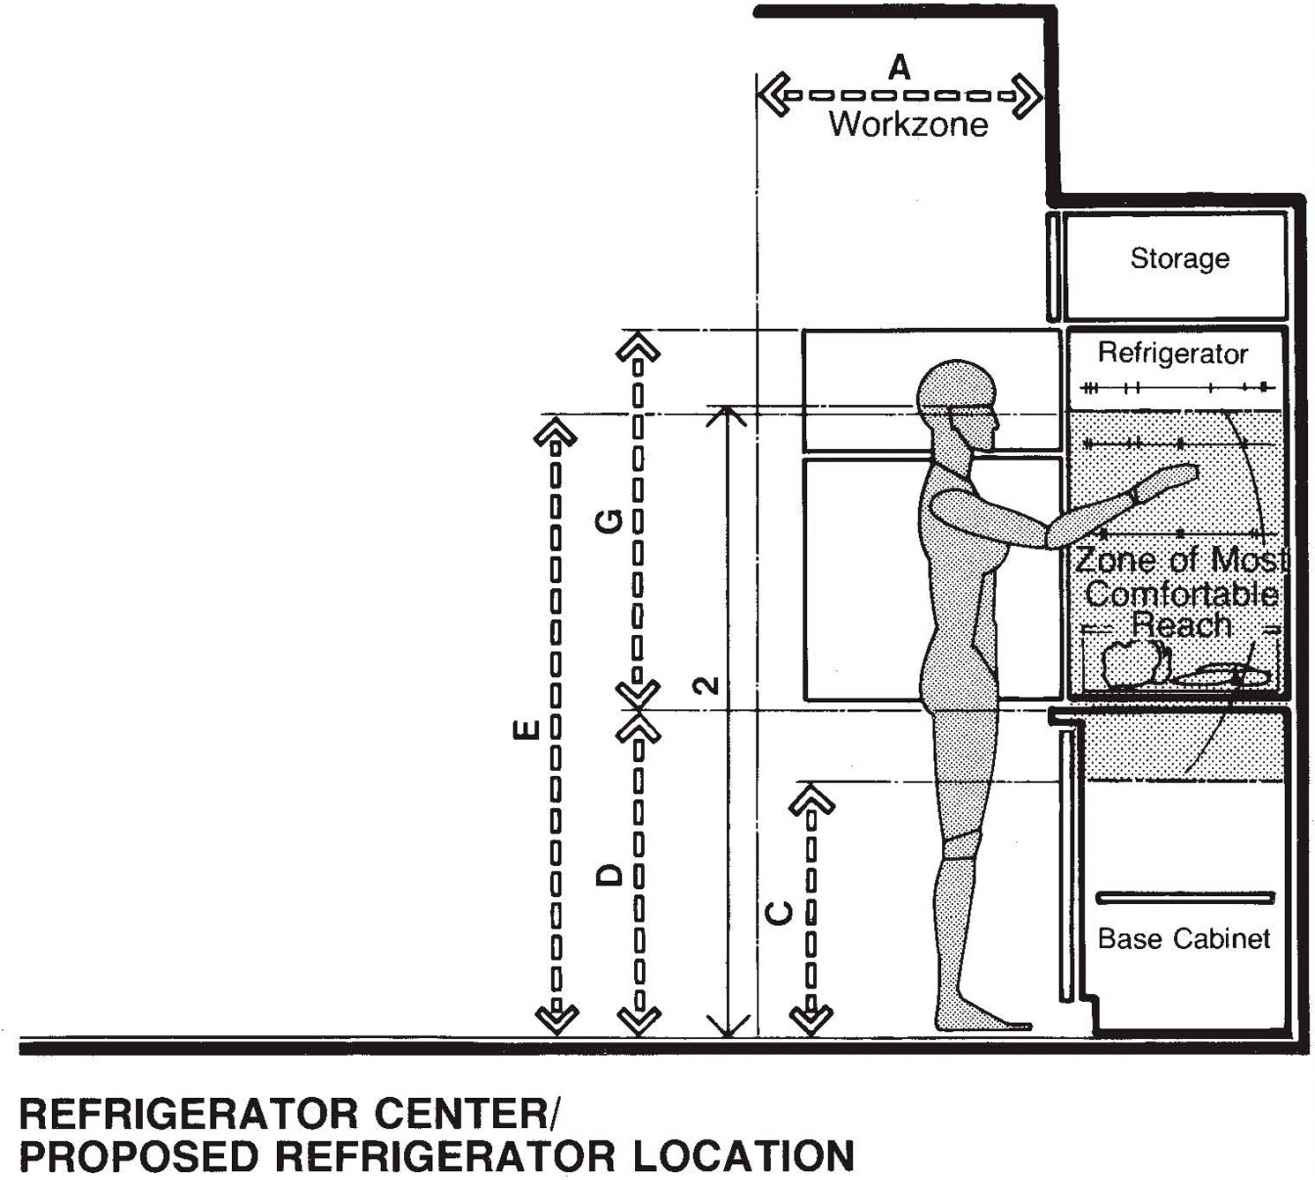 A
Workzone
Storage
Refrigerator
G
Zone of Most
Comfortable
Reach
2
E
D
C
Base Cabinet
REFRIGERATOR CENTER/
PROPOSED REFRIGERATOR LOCATION